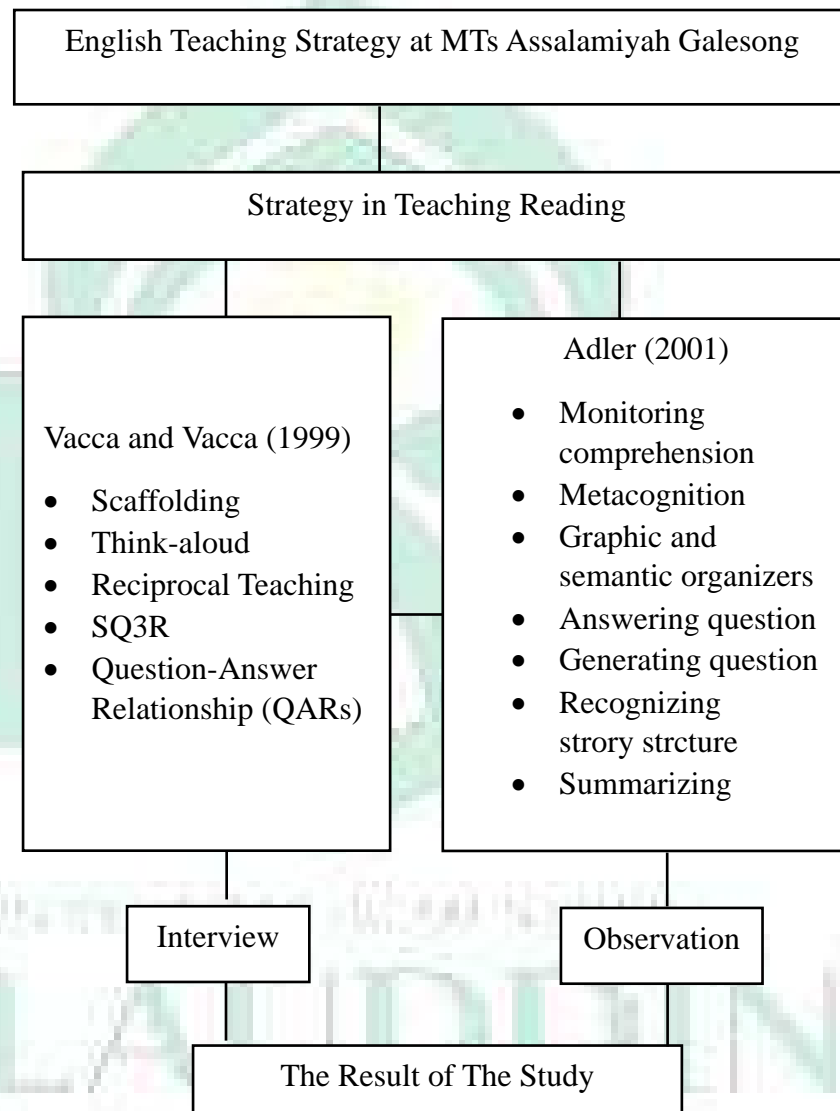 English Teaching Strategy at MTs Assalamiyah Galesong
Strategy in Teaching Reading
Vacca and Vacca (1999)
• Scaffolding
• Think-aloud
• Reciprocal Teaching
• SQ3R
• Question-Answer
Relationship (QARs)
Adler (2001)
• Monitoring
comprehension
• Metacognition
• Graphic and
semantic organizers
• Answering question
• Generating question
• Recognizing
strory strcture
• Summarizing
Interview
Observation
The Result of The Study